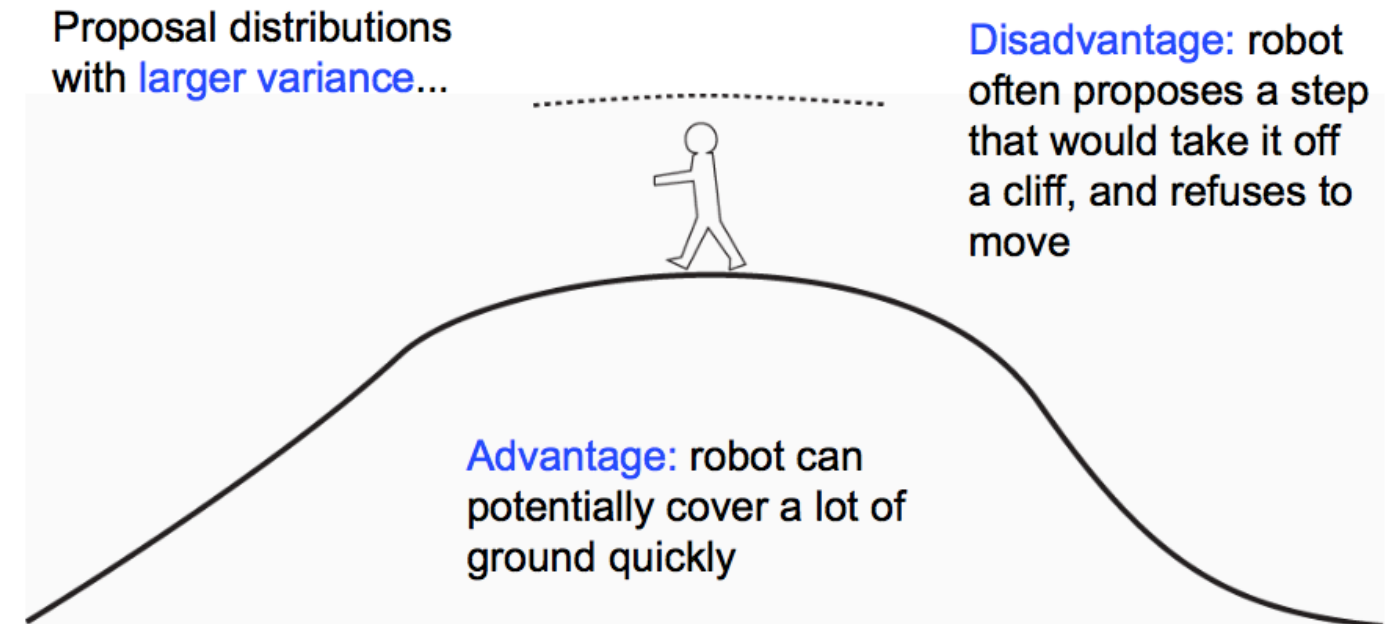 Proposal distributions
with larger variance...
Disadvantage: robot
often proposes a step
that would take it off
a cliff, and refuses to
move
Advantage: robot can
potentially cover a lot of
ground quickly